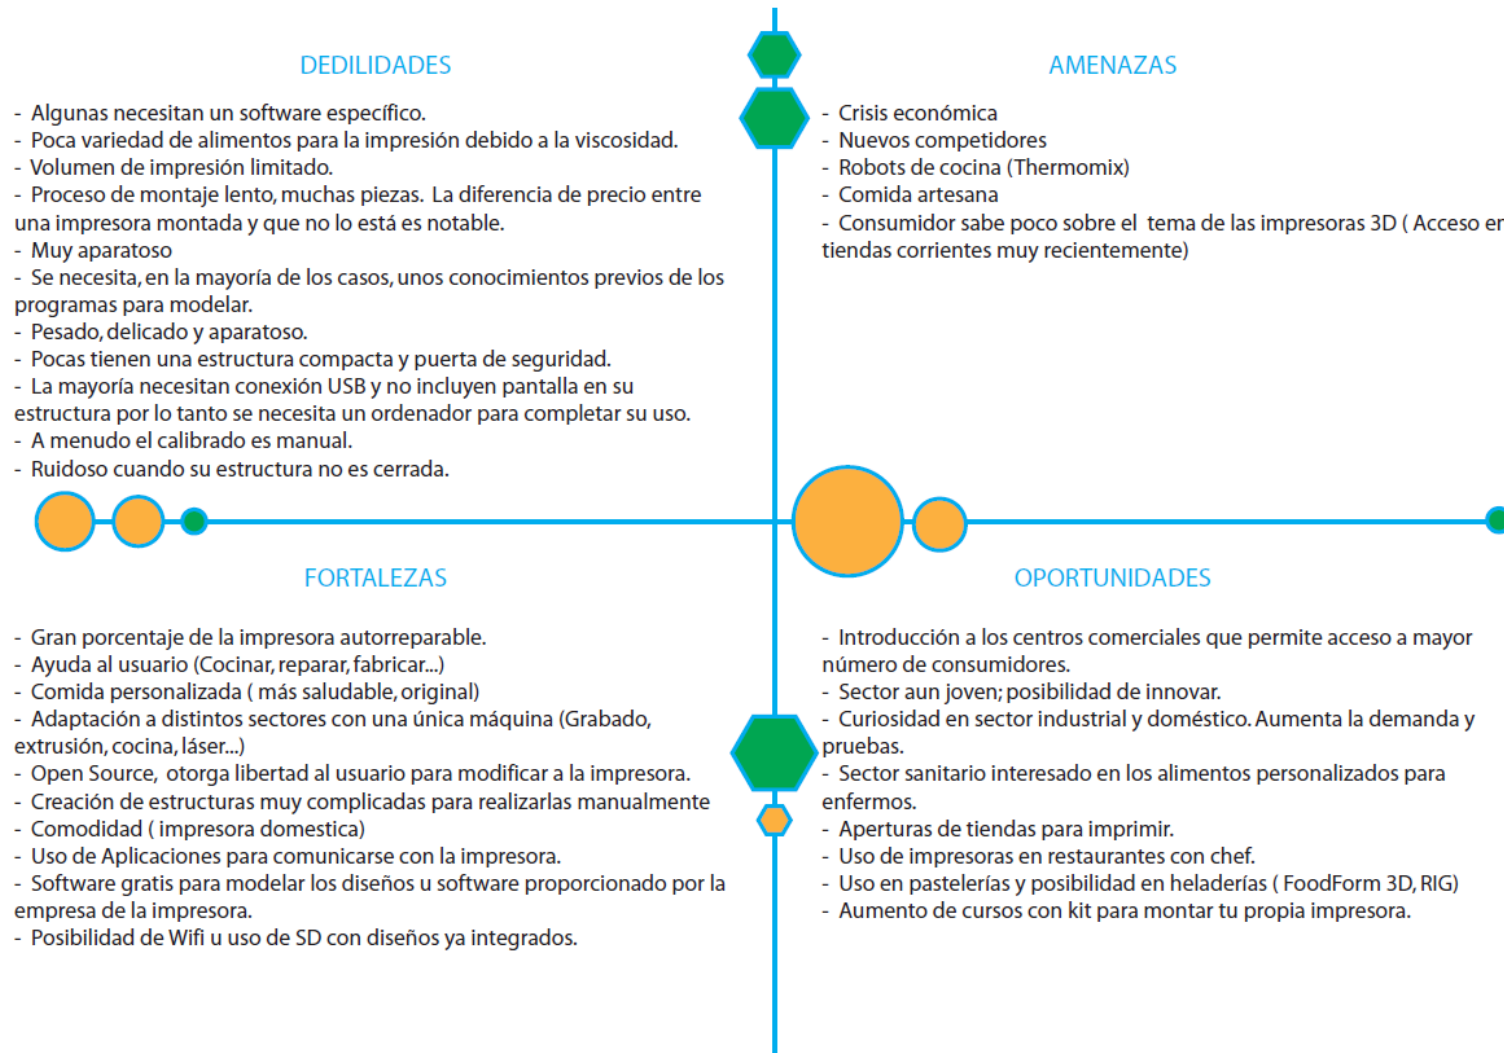 DEDILIDADES
- Algunas necesitan un software específico.
- Poca variedad de alimentos para la impresión debido a la viscosidad.
- Volumen de impresión limitado.
- Proceso de montaje lento, muchas piezas. La diferencia de precio entre
una impresora montada y que no lo está es notable.
- Muy aparatoso
- Se necesita, en la mayoría de los casos, unos conocimientos previos de los
programas para modelar.
- Pesado, delicado y aparatoso.
- Pocas tienen una estructura compacta y puerta de seguridad.
- La mayoría necesitan conexión USB y no incluyen pantalla en su
estructura por lo tanto se necesita un ordenador para completar su uso.
- A menudo el calibrado es manual.
- Ruidoso cuando su estructura no es cerrada.
AMENAZAS
- Crisis económica
- Nuevos competidores
- Robots de cocina (Thermomix)
- Comida artesana
- Consumidor sabe poco sobre el tema de las impresoras 3D ( Acceso en
tiendas corrientes muy recientemente)
FORTALEZAS
- Gran porcentaje de la impresora autorreparable.
- Ayuda al usuario (Cocinar, reparar, fabricar...)
- Comida personalizada ( más saludable, original)
- Adaptación a distintos sectores con una única máquina (Grabado,
extrusión, cocina, láser...)
- Open Source, otorga libertad al usuario para modificar a la impresora.
- Creación de estructuras muy complicadas para realizarlas manualmente
- Comodidad ( impresora domestica)
- Uso de Aplicaciones para comunicarse con la impresora.
- Software gratis para modelar los diseños u software proporcionado por la
empresa de la impresora.
- Posibilidad de Wifi u uso de SD con diseños ya integrados.
OPORTUNIDADES
- Introducción a los centros comerciales que permite acceso a mayor
número de consumidores.
- Sector aun joven; posibilidad de innovar.
- Curiosidad en sector industrial y doméstico. Aumenta la demanda y
pruebas.
- Sector sanitario interesado en los alimentos personalizados para
enfermos.
- Aperturas de tiendas para imprimir.
- Uso de impresoras en restaurantes con chef.
- Uso en pastelerías y posibilidad en heladerías ( FoodForm 3D, RIG)
- Aumento de cursos con kit para montar tu propia impresora.